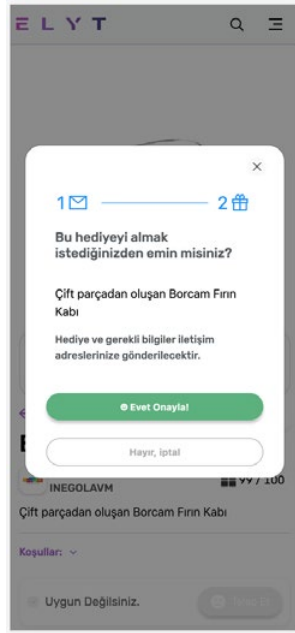 ELYT
1 2
Bu hediyeyi almak
istediğinizden emin misiniz?
Çift parçadan oluşan Borcam Fırın
Kabı
Hediye ve gerekli bilgiler iletişim
adreslerinize gönderilecektir.
Evet Onayla!
Hayır, iptal
INEGOLAVM
99 / 100
Çift parçadan oluşan Borcam Fırın Kabı
Koşullar:
Uygun Değilsiniz.